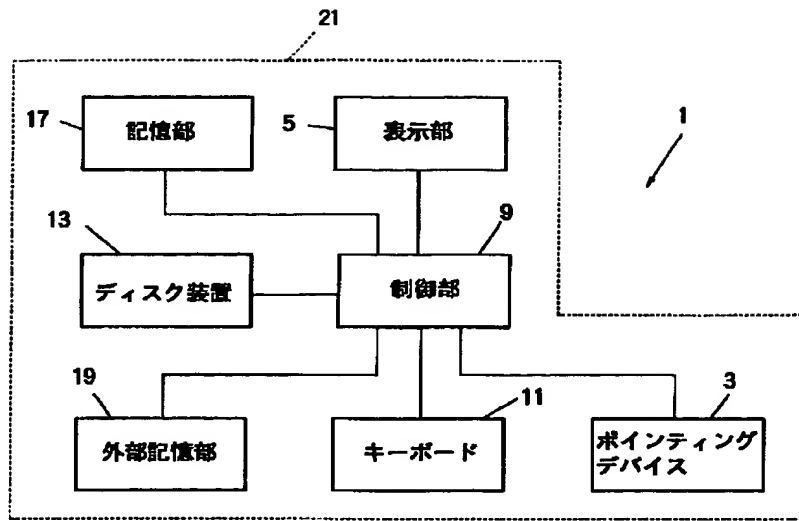 21
17
記憶部
5
表示部
1
13
ディスク装置
9
制御部
19
外部記憶部
11
キーボード
3
ポインティング
デバイス